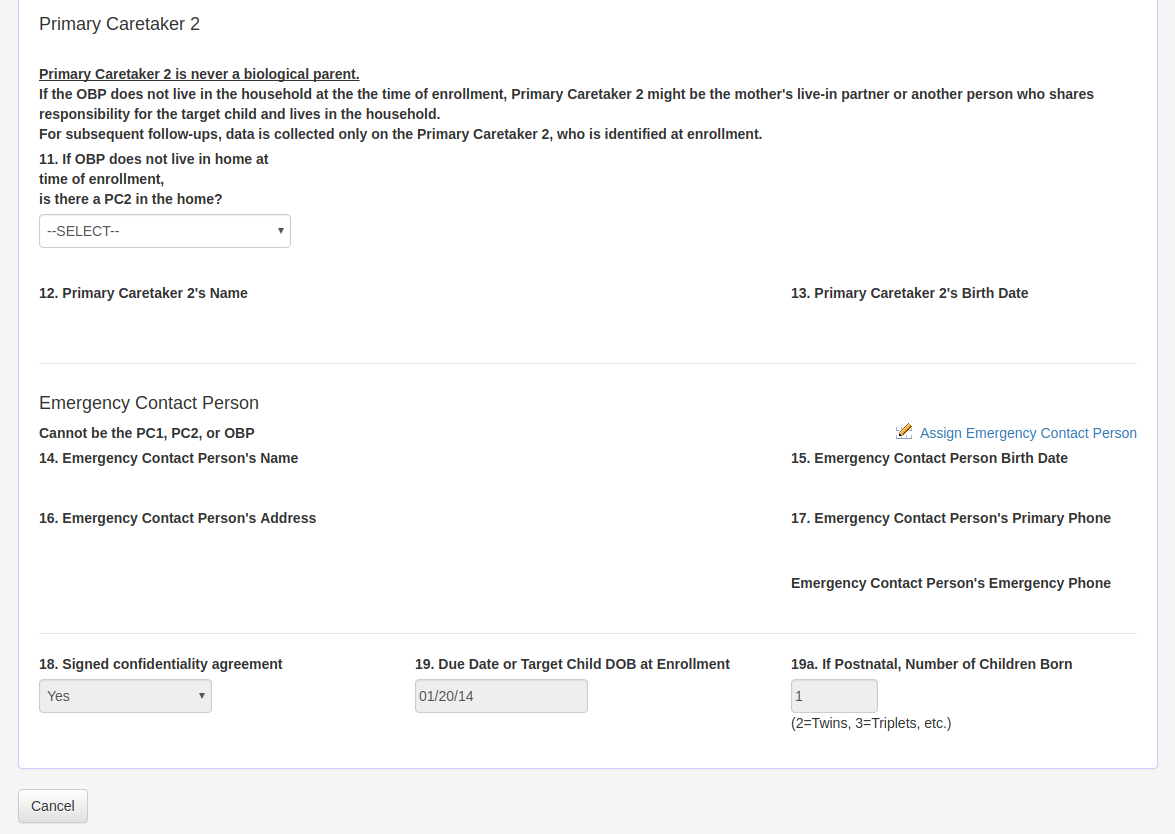 Primary Caretaker 2
Primary Caretaker 2 is never a biological parent.
If the OBP does not live in the household at the the time of enrollment, Primary Caretaker 2 might be the mother's live-in partner or another person who shares
responsibility for the target child and lives in the household.
For subsequent follow-ups, data is collected only on the Primary Caretaker 2, who is identified at enrollment.
11. If OBP does not live in home at
time of enrollment,
is there a PC2 in the home?
--SELECT--
12. Primary Caretaker 2's Name
13. Primary Caretaker 2's Birth Date
Emergency Contact Person
Cannot be the PC1, PC2, or OBP
Assign Emergency Contact Person
14. Emergency Contact Person's Name
15. Emergency Contact Person Birth Date
16. Emergency Contact Person's Address
17. Emergency Contact Person's Primary Phone
Emergency Contact Person's Emergency Phone
18. Signed confidentiality agreement
19. Due Date or Target Child DOB at Enrollment
19a. If Postnatal, Number of Children Born
Yes
01/20/14
1
(2=Twins, 3=Triplets, etc.)
Cancel